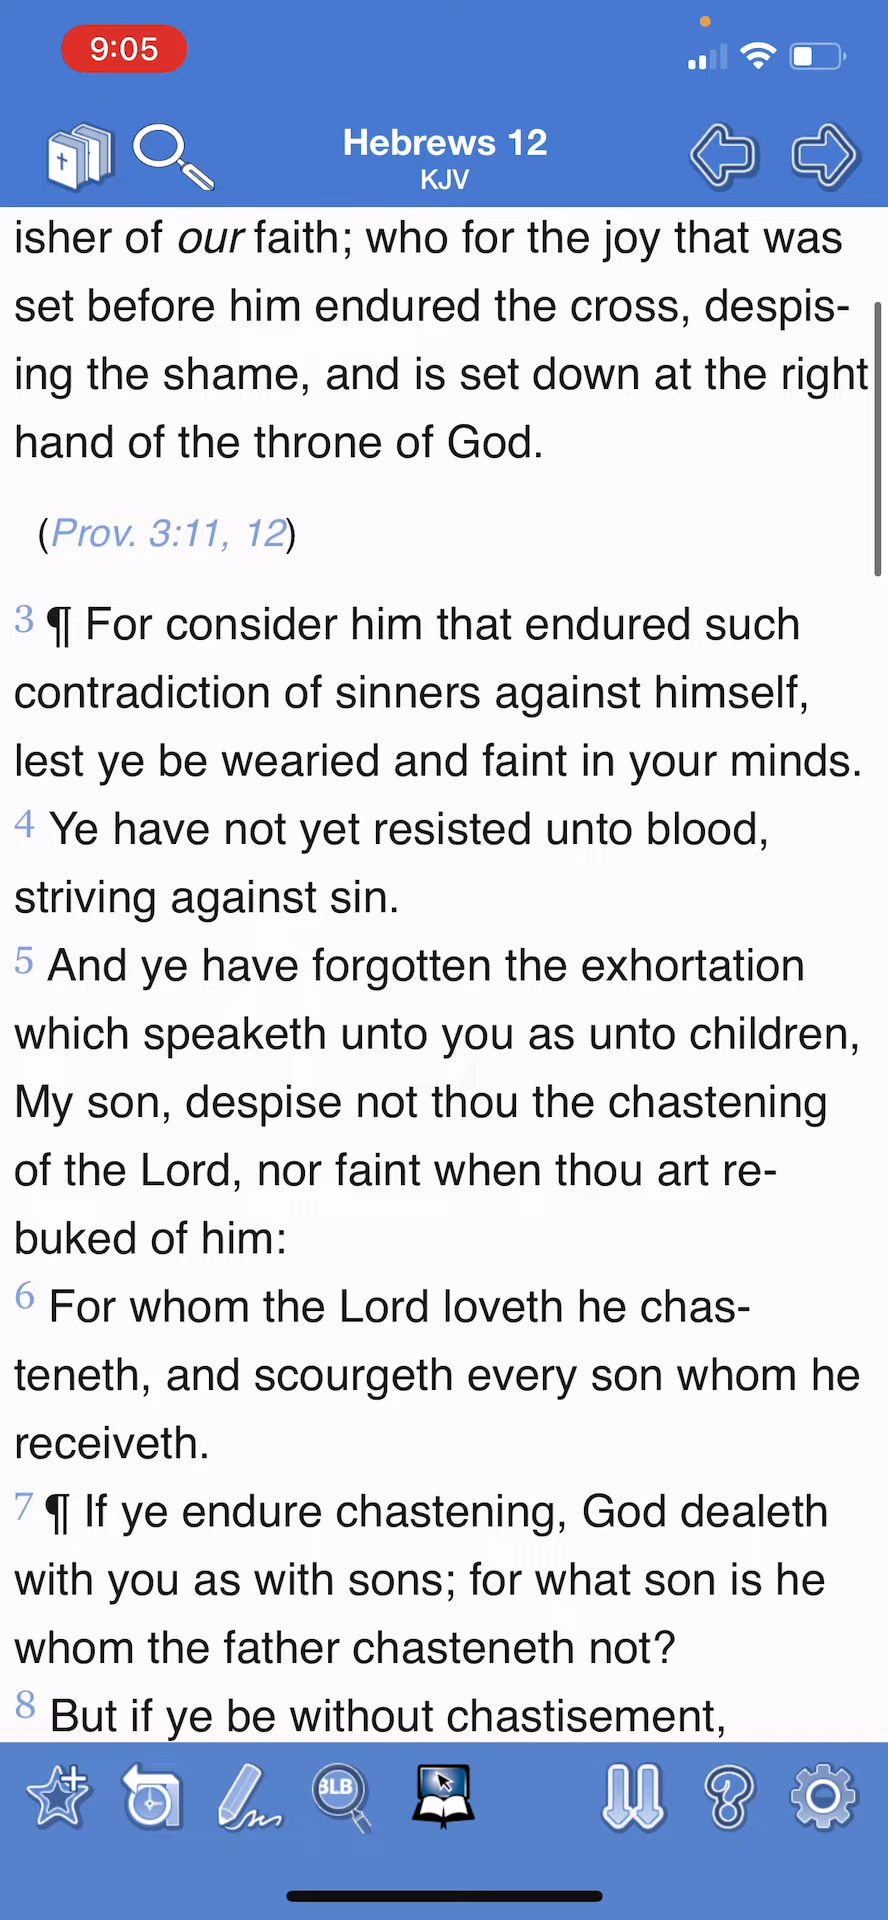 9:05
Hebrews 12
KJV
isher of our faith; who for the joy that was
set before him endured the cross, despis-
ing the shame, and is set down at the right
hand of the throne of God.
(Prov. 3:11, 12)
3 ¶ For consider him that endured such
contradiction of sinners against himself,
lest ye be wearied and faint in your minds.
4 Ye have not yet resisted unto blood,
striving against sin.
5 And ye have forgotten the exhortation
which speaketh unto you as unto children,
My son, despise not thou the chastening
of the Lord, nor faint when thou art re-
buked of him:
6 For whom the Lord loveth he chas-
teneth, and scourgeth every son whom he
receiveth.
7 ¶ If ye endure chastening, God dealeth
with you as with sons; for what son is he
whom the father chasteneth not?
8 But if ye be without chastisement,
BLB